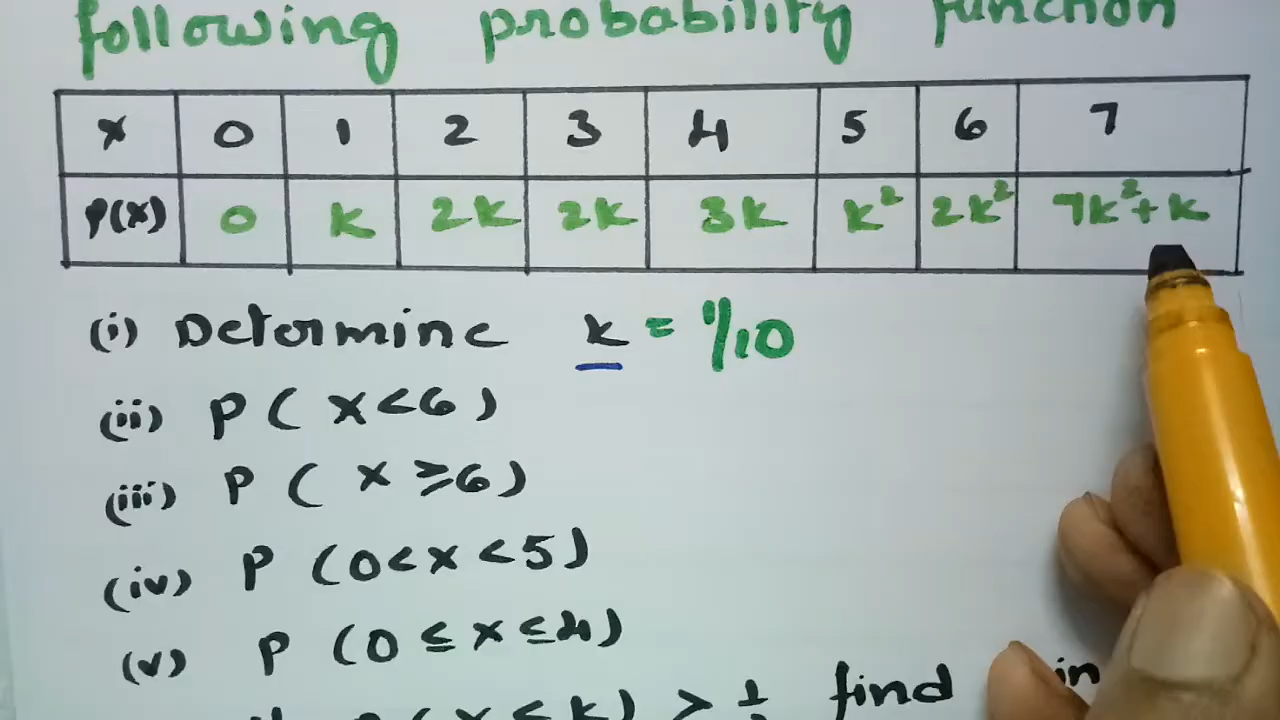 following probability function
x 0 1 2 3 4 5 6 7
P(x) 0 k 2k 2k 3k k² 2k² 7k²+k
(i) Determine k = 1/10
(ii) P ( x<6)
(iii) P ( x ≥6)
(iv) P (0<x<5)
(v) P (0 ≤ x ≤4)
P ( x ≤ k) > find